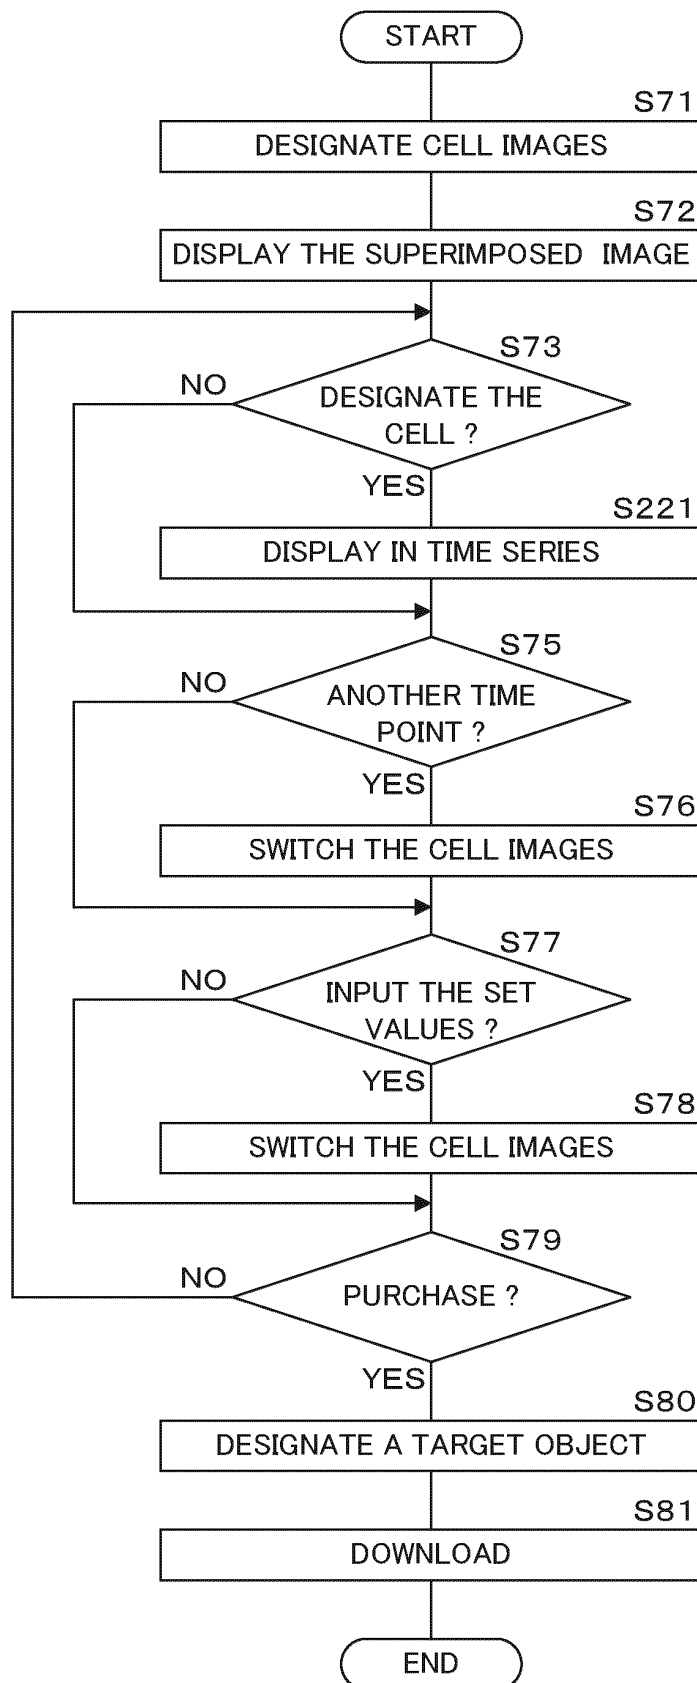 START
S71
DESIGNATE CELL IMAGES
S72
DISPLAY THE SUPERIMPOSED IMAGE
S73
NO
DESIGNATE THE
CELL ?
YES
S221
DISPLAY IN TIME SERIES
S75
NO
ANOTHER TIME
POINT ?
YES
S76
SWITCH THE CELL IMAGES
S77
NO
INPUT THE SET
VALUES ?
YES
S78
SWITCH THE CELL IMAGES
S79
NO
PURCHASE ?
YES
S80
DESIGNATE A TARGET OBJECT
S81
DOWNLOAD
END